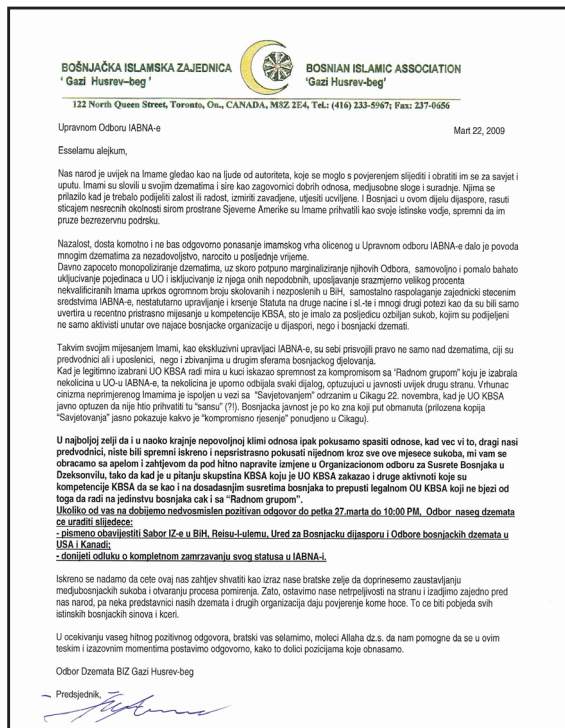 BOŠNJAČKA ISLAMSKA ZAJEDNICA
' Gazi Husrev–beg '
BOSNIAN ISLAMIC ASSOCIATION
'Gazi Husrev-beg'
122 North Queen Street, Toronto, On., CANADA, M8Z 2E4, Tel.: (416) 233-5967; Fax: 237-0656
Upravnom Odboru IABNA-e
Mart 22, 2009
Esselamu alejkum,
Nas narod je uvijek na Imame gledao kao na ljude od autoriteta, koje se moglo s povjerenjem slijediti i obratiti im se za savjet i
uputu. Imami su slovili u svojim dzematima i sire kao zagovornici dobrih odnosa, medjusobne sloge i suradnje. Njima se
prilazilo kad je trebalo podijeliti zalost ili radost, izmiriti zavadjene, utjesiti ucviljene. I Bosnjaci u ovom dijelu dijaspore, rasuti
sticajem nesrecnih okolnosti sirom prostrane Sjeverne Amerike su Imame prihvatili kao svoje istinske vodje, spremni da im
pruze bezrezervnu podrsku.
Nazalost, dosta komotno i ne bas odgovorno ponasanje imamskog vrha olicenog u Upravnom odboru IABNA-e dalo je povoda
mnogim dzematima za nezadovoljstvo, narocito u posljednje vrijeme.
Davno zapoceto monopoliziranje dzematima, uz skoro potpuno marginaliziranje njihovih Odbora, samovoljno i pomalo bahato
ukljucivanje pojedinaca u UO i iskljucivanje iz njega onih nepodobnih, uposljavanje srazmjerno velikog procenta
nekvalificiranih Imama uprkos ogromnom broju skolovanih i nezposlenih u BiH, samostalno raspolaganje zajednicki stecenim
sredstvima IABNA-e, nestatutarno upravljanje i krsenje Statuta na druge nacine i sl.-te i mnogi drugi potezi kao da su bili samo
uvertira u recentno pristrasno mijesanje u kompetencije KBSA, sto je imalo za posljedicu ozbiljan sukob, kojim su podijeljeni
ne samo aktivisti unutar ove najace bosnjacke organizacije u dijaspori, nego i bosnjacki dzemati.
Takvim svojim mijesanjem Imami, kao ekskluzivni upravljaci IABNA-e, su sebi prisvojili pravo ne samo nad dzematima, ciji su
predvodnici ali i uposlenici, nego i zbivanjima u drugim sferama bosnjackog djelovanja.
Kad je legitimno izabrani UO KBSA radi mira u kuci iskazao spremnost za kompromisom sa 'Radnom grupom" koju je izabrala
nekolicina u UO-u IABNA-e, ta nekolicina je uporno odbijala svaki dijalog, optuzujuci u javnosti uvijek drugu stranu. Vrhunac
cinizma neprimjerenog Imamima je ispoljen u vezi sa "Savjetovanjem" odrzanim u Cikagu 22. novembra, kad je UO KBSA
javno optuzen da nije htio prihvatiti tu "sansu" (?!). Bosnjacka javnost je po ko zna koji put obmanuta (prilozena kopija
"Savjetovanja" jasno pokazuje kakvo je "kompromisno rjesenje" ponudjeno u Cikagu).
U najboljoj zelji da i u naoko krajnje nepovoljnoj klimi odnosa ipak pokusamo spasiti odnose, kad vec vi to, dragi nasi
predvodnici, niste bili spremni iskreno i nepsristrasno pokusati nijednom kroz sve ove mjesece sukoba, mi vam se
obracamo sa apelom i zahtjevom da pod hitno napravite izmjene u Organizacionom odboru za Susrete Bosnjaka u
Dzeksonvilu, tako da kad je u pitanju skupstina KBSA koju je UO KBSA zakazao i druge aktivnoti koje su
kompetencije KBSA da se kao i na dosadasnjim susretima bosnjaka to prepusti legalnom OU KBSA koji ne bjezi od
toga da radi na jedinstvu bosnjaka cak i sa "Radnom grupom".
Ukoliko od vas na dobijemo nedvosmislen pozitivan odgovor do petka 27.marta do 10:00 PM, Odbor naseg dzemata
ce uraditi slijedece:
- pismeno obavijestiti Sabor IZ-e u BiH, Reisu-l-ulemu, Ured za Bosnjacku dijasporu i Odbore bosnjackih dzemata u
USA i Kanadi;
- donijeti odluku o kompletnom zamrzavanju svog statusa u IABNA-i.
Iskreno se nadamo da cete ovaj nas zahtjev shvatiti kao izraz nase bratske zelje da doprinesemo zaustavljanju
medjubosnjackih sukoba i otvaranju procesa pomirenja. Zato, ostavimo nase netrpeljivosti na stranu i izadjimo zajedno pred
nas narod, pa neka predstavnici nasih dzemata i drugih organizacija daju povjerenje kome hoce. To ce biti pobjeda svih
istinskih bosnjackih sinova i kceri.
U ocekivanju vaseg hitnog pozitivnog odgovora, bratski vas selamimo, moleci Allaha dz.s. da nam pomogne da se u ovim
teskim i izazovnim momentima postavimo odgovorno, kako to dolici pozicijama koje obnasamo.
Odbor Dzemata BIZ Gazi Husrev-beg
Predsjednik,